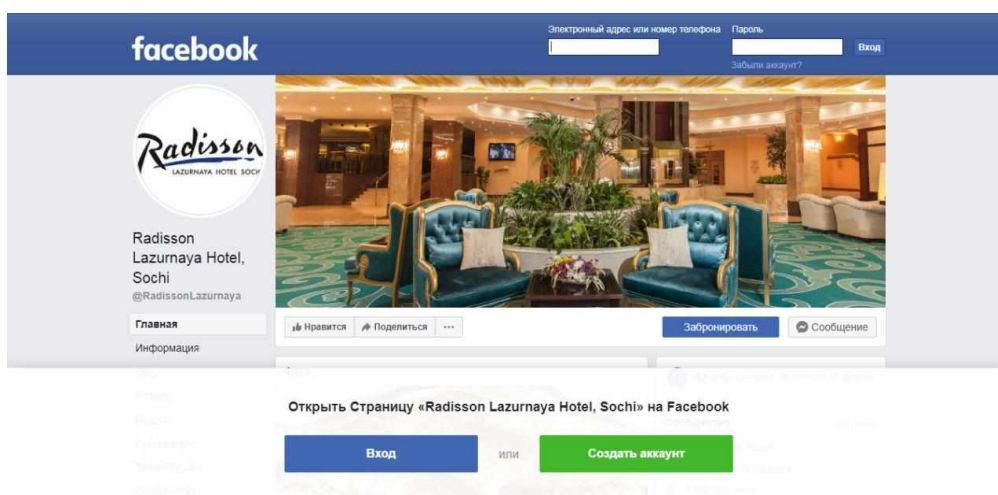 Электронный адрес или номер телефона Пароль
facebook
Вход
Забыли аккаунт?
Radisson
LAZURNAYA HOTEL SOCHI
Radisson
Lazurnaya Hotel,
Sochi
@RadissonLazurnaya
Главная
Информация
Нравится Поделиться ...
Забронировать Сообщение
Открыть Страницу «Radisson Lazurnaya Hotel, Sochi» на Facebook
Вход или Создать аккаунт